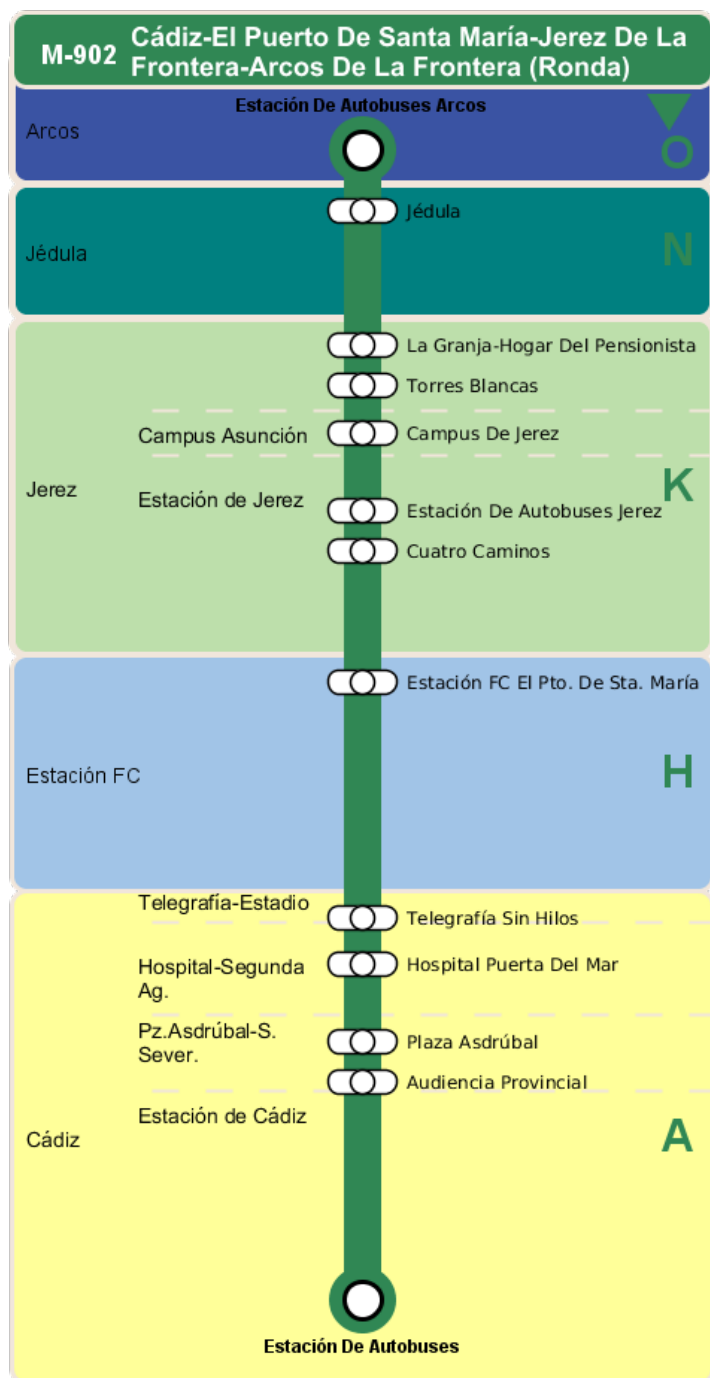 M-902
Cádiz-El Puerto De Santa María-Jerez De La
Frontera-Arcos De La Frontera (Ronda)
Estación De Autobuses Arcos
Arcos
O
Jédula
Jédula
N
La Granja-Hogar Del Pensionista
Torres Blancas
Campus Asunción
Campus De Jerez
Jerez
K
Estación de Jerez
Estación De Autobuses Jerez
Cuatro Caminos
Estación FC El Pto. De Sta. María
Estación FC
H
Telegrafía-Estadio
Telegrafía Sin Hilos
Hospital-Segunda
Ag.
Hospital Puerta Del Mar
Pz.Asdrúbal-S.
Sever.
Plaza Asdrúbal
Audiencia Provincial
Estación de Cádiz
Cádiz
A
Estación De Autobuses